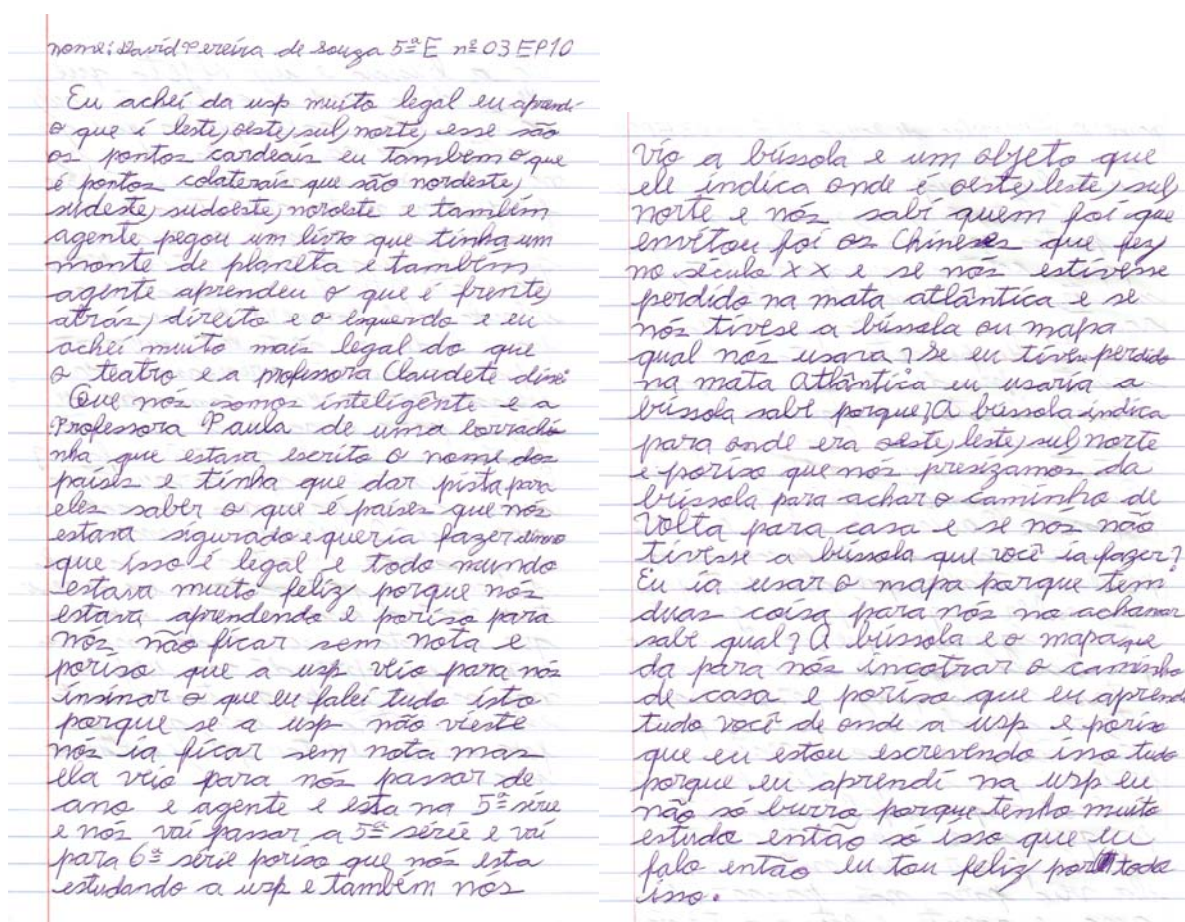 nome: David Pereira de Souza 5ª E nº 03 EP10
Eu achei da usp muito legal eu aprendi
o que é leste, oeste, sul, norte, esse são
os pontos cardeais eu tambem o que
é pontos colaterais que são nordeste,
sudeste, sudoeste, noroeste e também
agente pegou um livro que tinha um
monte de planeta e também
agente aprendeu o que é frente,
atrás, direito e o esquerdo e eu
achei muito mais legal do que
o teatro e a professora Claudete disse
Que nós somos inteligênte e a
Professora Paula de uma borrachi
nha que estava escrito o nome dos
países e tinha que dar pista para
eles saber o que é países que nós
estava sigurado e queria fazer
que isso é legal e todo mundo
estava muito feliz porque nós
estava aprendendo e poriso para
nós não ficar sem nota e
poriso que a usp veio para nós
insinar o que eu falei tudo isto
porque se a usp não vieste
nós ia ficar sem nota mas
ela veio para nós passar de
ano e agente e esta na 5ª série
e nós vai passar a 5ª série e vai
para 6ª série poriso que nós esta
estudando a usp e também nós
vio a bússola e um objeto que
ele indica onde é oeste, leste, sul,
norte e nós sabi quem foi que
envitou foi os Chineses que fez
no século XX e se nós estivesse
perdido na mata atlântica e se
nós tivese a bússola ou mapa
qual nós usara? Se eu tives perdido
na mata Atlântica eu usaria a
bússola sabe porque? A bússola indica
para onde era oeste, leste, sul norte
e poriso que nós presizamos da
brússola para achar o caminho de
volta para casa e se nós não
tivesse a bússola que você ia fazer?
Eu ia usar o mapa porque tem
duas coisa para nós no achamar
sabe qual? A bússola e o mapa que
da para nós incotrar o caminho
de casa e poriso que eu aprendi
tudo você de onde a usp e poriso
que eu estou escrevendo isso tudo
porque eu aprendi na usp eu
não só burro porque tenho muito
estudo então só isso que eu
falo então eu tou feliz por todo
isso.